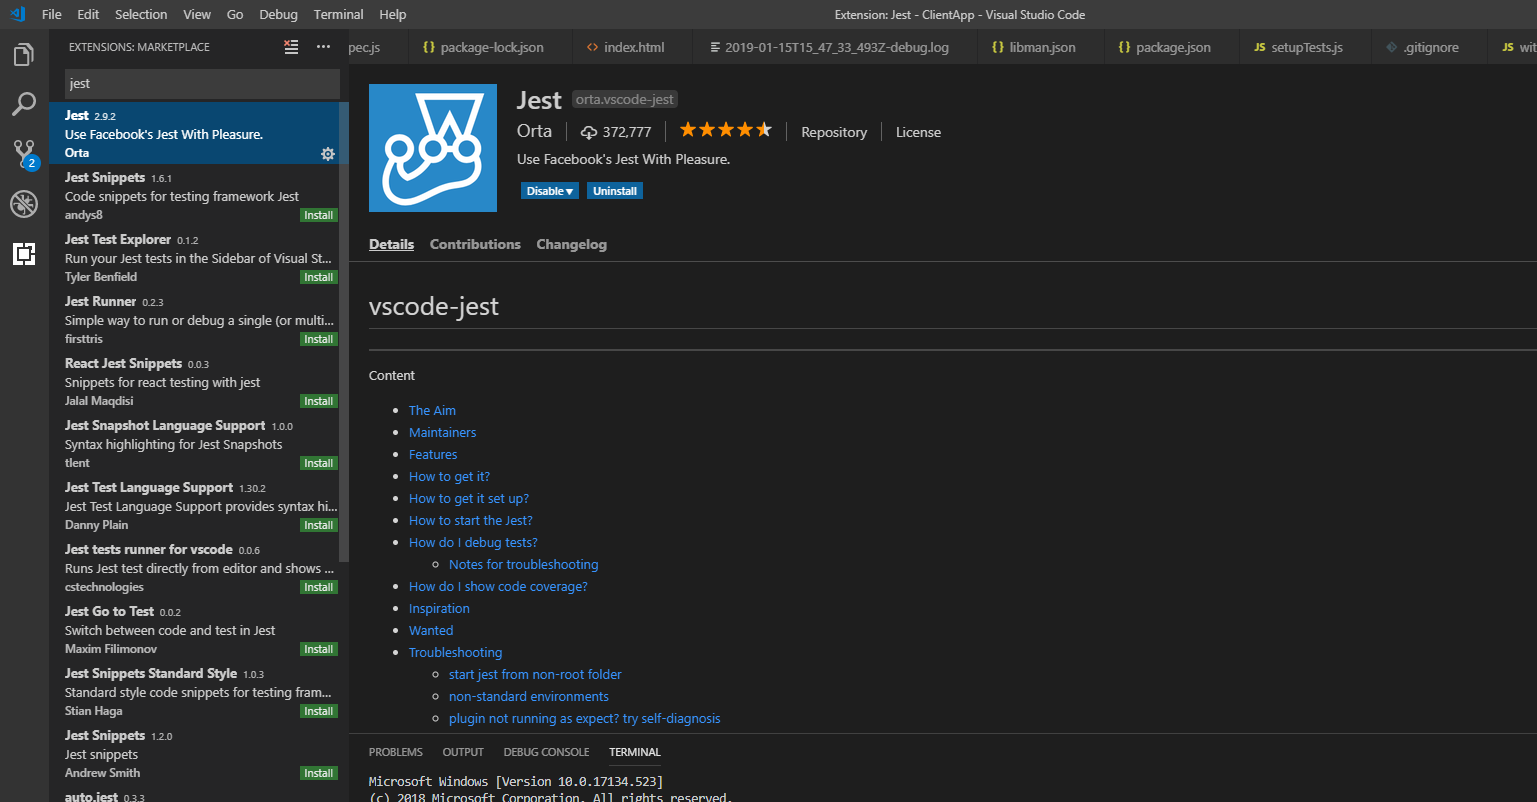 File Edit Selection View Go Debug Terminal Help
Extension: Jest - ClientApp - Visual Studio Code
EXTENSIONS: MARKETPLACE
pec.js
{} package-lock.json
<> index.html
2019-01-15T15_47_33_493Z-debug.log
{} libman.json
{} package.json
JS setupTests.js
.gitignore
JS wit
jest
2
Jest 2.9.2
Use Facebook's Jest With Pleasure.
Orta
Jest Snippets 1.6.1
Code snippets for testing framework Jest
andys8 Install
Jest Test Explorer 0.1.2
Run your Jest tests in the Sidebar of Visual St...
Tyler Benfield Install
Jest Runner 0.2.3
Simple way to run or debug a single (or multi...
firsttris Install
React Jest Snippets 0.0.3
Snippets for react testing with jest
Jalal Maqdisi Install
Jest Snapshot Language Support 1.0.0
Syntax highlighting for Jest Snapshots
tlent Install
Jest Test Language Support 1.30.2
Jest Test Language Support provides syntax hi...
Danny Plain Install
Jest tests runner for vscode 0.0.6
Runs Jest test directly from editor and shows ...
cstechnologies Install
Jest Go to Test 0.0.2
Switch between code and test in Jest
Maxim Filimonov Install
Jest Snippets Standard Style 1.0.3
Standard style code snippets for testing fram...
Stian Haga Install
Jest Snippets 1.2.0
Jest snippets
Andrew Smith Install
auto.jest 0.3.3
Jest orta.vscode-jest
Orta 372,777 Repository License
Use Facebook's Jest With Pleasure.
Disable Uninstall
Details Contributions Changelog
vscode-jest
Content
The Aim
Maintainers
Features
How to get it?
How to get it set up?
How to start the Jest?
How do I debug tests?
Notes for troubleshooting
How do I show code coverage?
Inspiration
Wanted
Troubleshooting
start jest from non-root folder
non-standard environments
plugin not running as expect? try self-diagnosis
PROBLEMS OUTPUT DEBUG CONSOLE TERMINAL
Microsoft Windows [Version 10.0.17134.523]
(c) 2018 Microsoft Corporation. All rights reserved.